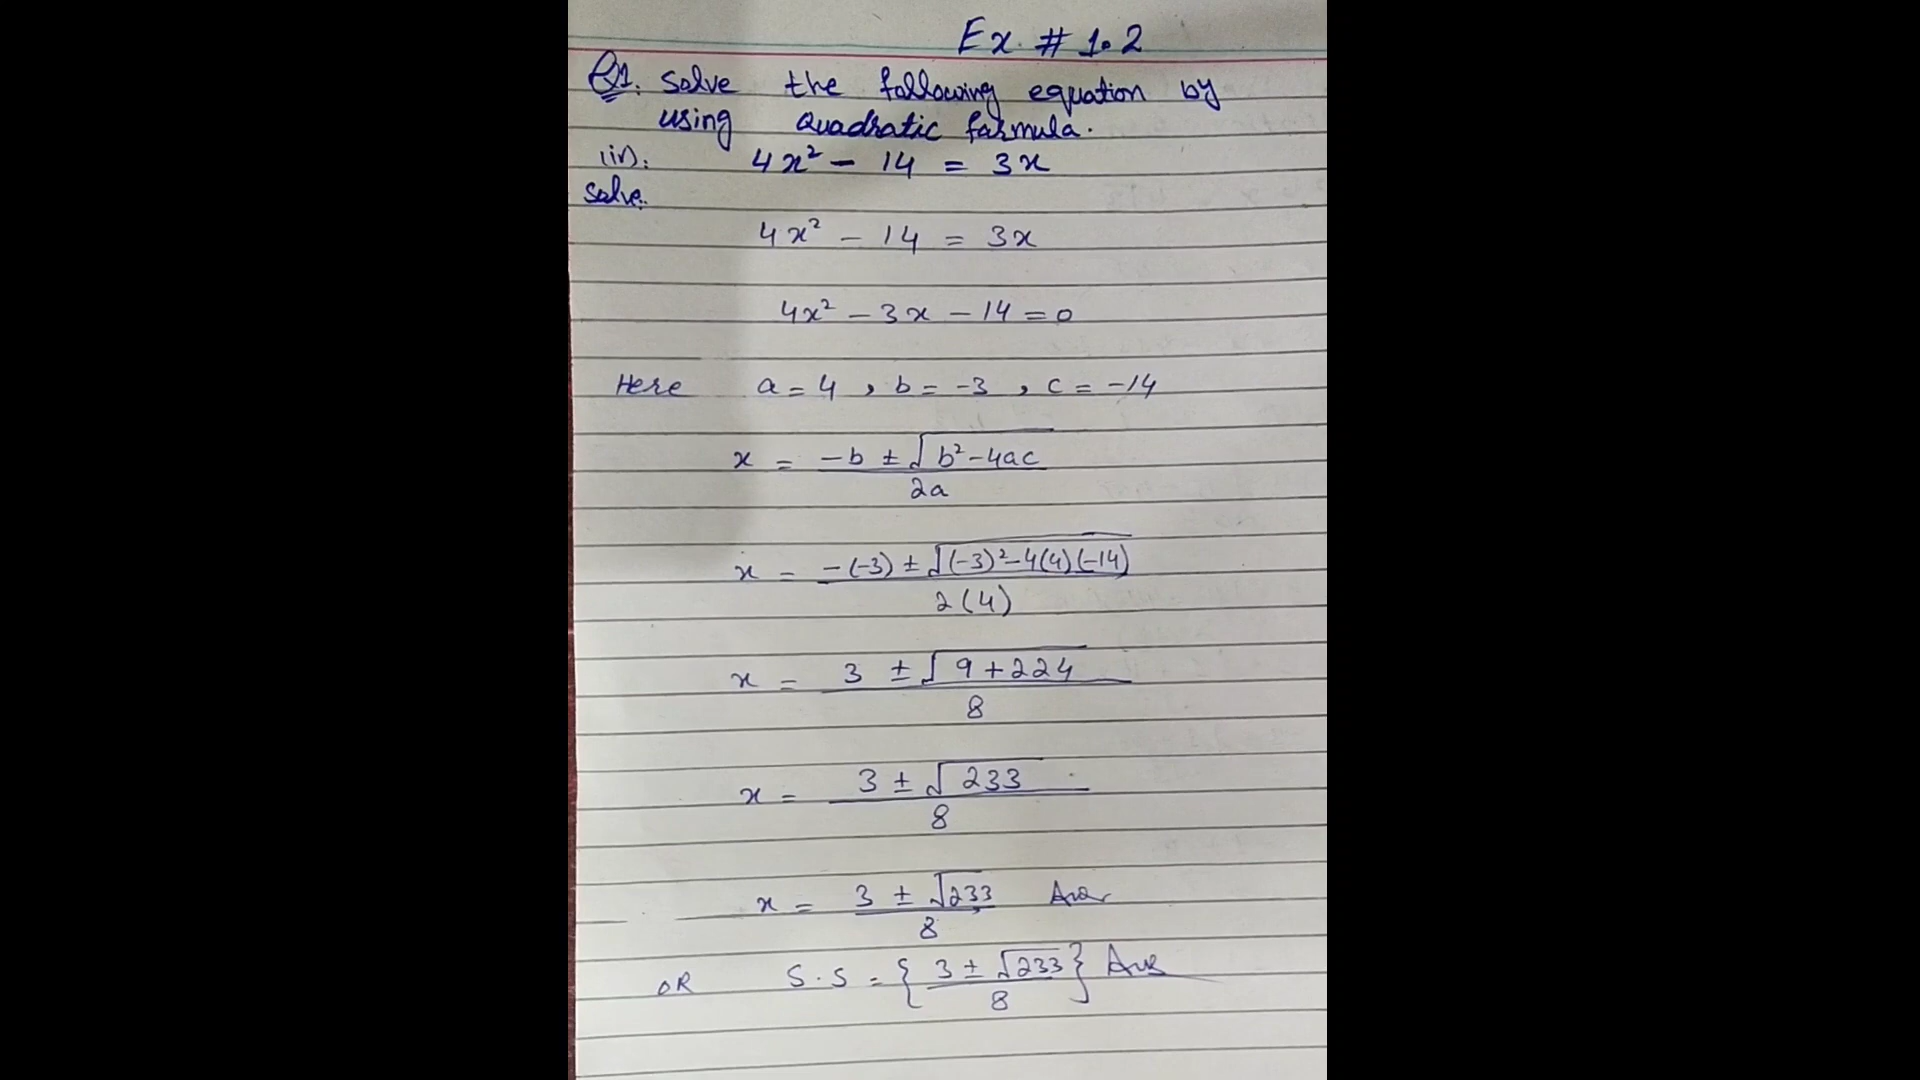 Ex. # 1.2
Q1. Solve the following equation by
using Quadratic formula.
(iv). 4x² - 14 = 3x
Solve.
4x² - 14 = 3x
4x² - 3x - 14 = 0
Here a = 4 , b = -3 , c = -14
x = -b ± √b² - 4ac
2a
x = -(-3) ± √(-3)² - 4(4)(-14)
2(4)
x = 3 ± √9 + 224
8
x = 3 ± √233
8
x = 3 ± √233 Ans
8
OR S.S = { 3 ± √233 } Ans
8